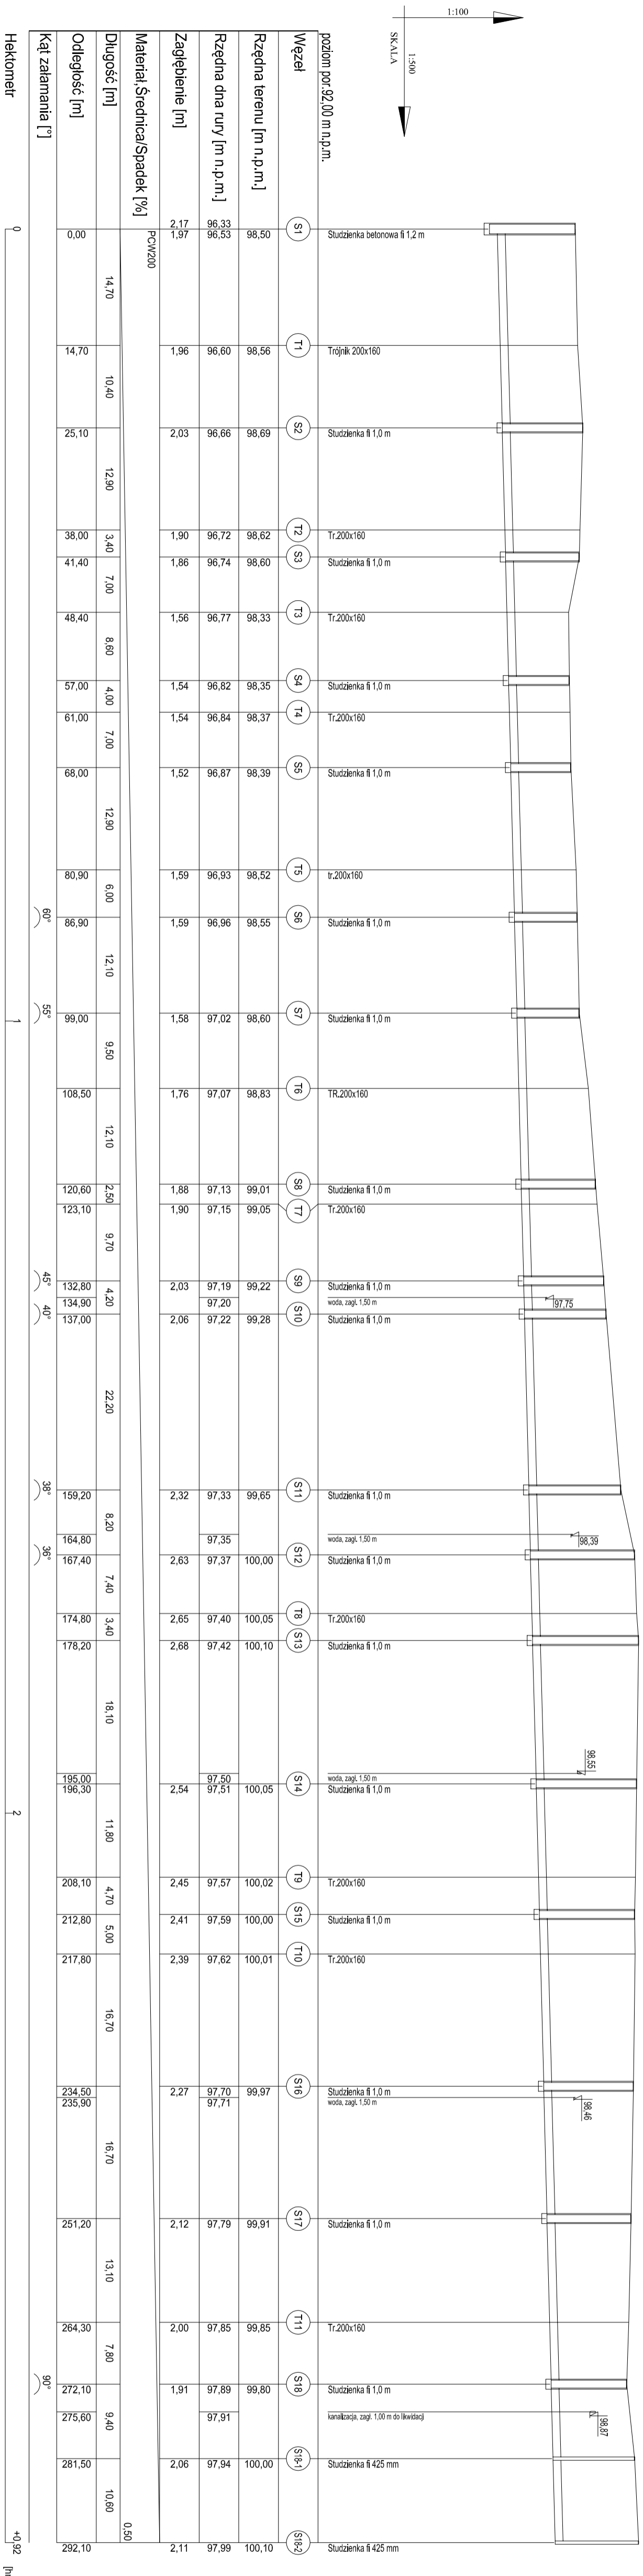 1:100
1:500
SKALA
poziom por.92,00 m n.p.m.
Węzeł
Rzędna terenu [m n.p.m.]
Rzędna dna rury [m n.p.m.]
Zagłębienie [m]
Materiał,Średnica/Spadek [%]
Długość [m]
Odległość [m]
Kąt załamania [°]
Hektometr
Studzienka betonowa fi 1,2 m
S1
98,50
96,33
96,53
2,17
1,97
PCW200
0,00
0
14,70
Trójnik 200x160
T1
98,56
96,60
1,96
14,70
10,40
Studzienka fi 1,0 m
S2
98,69
96,66
2,03
25,10
12,90
Tr.200x160
T2
98,62
96,72
1,90
38,00
3,40
Studzienka fi 1,0 m
S3
98,60
96,74
1,86
41,40
7,00
Tr.200x160
T3
98,33
96,77
1,56
48,40
8,60
Studzienka fi 1,0 m
S4
98,35
96,82
1,54
57,00
4,00
Tr.200x160
T4
98,37
96,84
1,54
61,00
7,00
Studzienka fi 1,0 m
S5
98,39
96,87
1,52
68,00
12,90
tr.200x160
T5
98,52
96,93
1,59
80,90
6,00
Studzienka fi 1,0 m
S6
98,55
96,96
1,59
86,90
60°
12,10
Studzienka fi 1,0 m
S7
98,60
97,02
1,58
99,00
55°
1
9,50
TR.200x160
T6
98,83
97,07
1,76
108,50
12,10
Studzienka fi 1,0 m
S8
99,01
97,13
1,88
120,60
2,50
Tr.200x160
T7
99,05
97,15
1,90
123,10
9,70
Studzienka fi 1,0 m
S9
99,22
97,19
2,03
132,80
45°
4,20
97,75
woda, zagł. 1,50 m
97,20
134,90
Studzienka fi 1,0 m
S10
99,28
97,22
2,06
137,00
40°
22,20
Studzienka fi 1,0 m
S11
99,65
97,33
2,32
159,20
38°
8,20
98,39
woda, zagł. 1,50 m
97,35
164,80
Studzienka fi 1,0 m
S12
100,00
97,37
2,63
167,40
36°
7,40
Tr.200x160
T8
100,05
97,40
2,65
174,80
3,40
Studzienka fi 1,0 m
S13
100,10
97,42
2,68
178,20
18,10
98,55
woda, zagł. 1,50 m
97,50
195,00
Studzienka fi 1,0 m
S14
100,05
97,51
2,54
196,30
2
11,80
Tr.200x160
T9
100,02
97,57
2,45
208,10
4,70
Studzienka fi 1,0 m
S15
100,00
97,59
2,41
212,80
5,00
Tr.200x160
T10
100,01
97,62
2,39
217,80
16,70
Studzienka fi 1,0 m
S16
99,97
97,70
2,27
234,50
98,46
woda, zagł. 1,50 m
97,71
235,90
16,70
Studzienka fi 1,0 m
S17
99,91
97,79
2,12
251,20
13,10
Tr.200x160
T11
99,85
97,85
2,00
264,30
7,80
Studzienka fi 1,0 m
S18
99,80
97,89
1,91
272,10
90°
9,40
98,87
kanalizacja, zagł. 1,00 m do likwidacji
97,91
275,60
Studzienka fi 425 mm
S18-1
100,00
97,94
2,06
281,50
10,60
0,50
Studzienka fi 425 mm
S18-2
100,10
97,99
2,11
292,10
+0,92